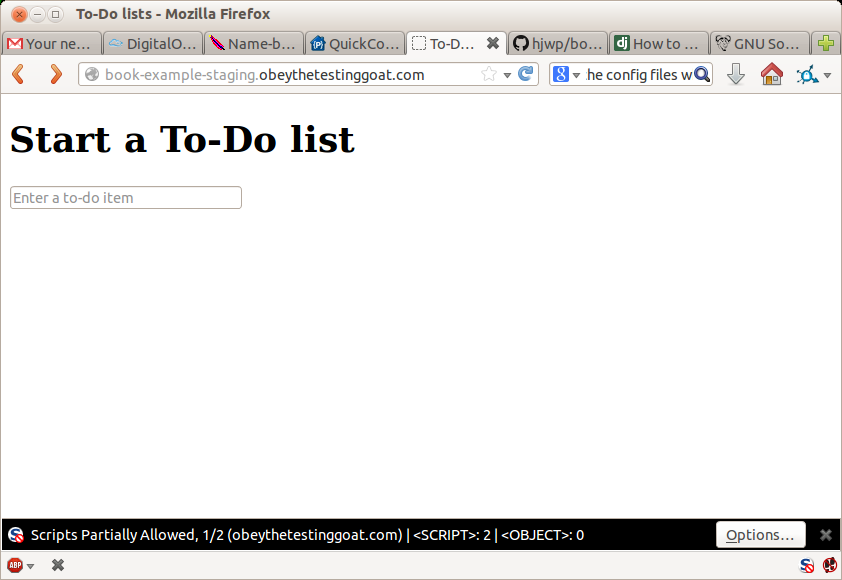 To-Do lists - Mozilla Firefox
Your ne... DigitalO... Name-b... QuickCo... To-D... hjwp/bo... How to ... GNU So...
book-example-staging.obeythetestinggoat.com he config files w
Start a To-Do list
Enter a to-do item
Scripts Partially Allowed, 1/2 (obeythetestinggoat.com) | <SCRIPT>: 2 | <OBJECT>: 0 Options...
ABP